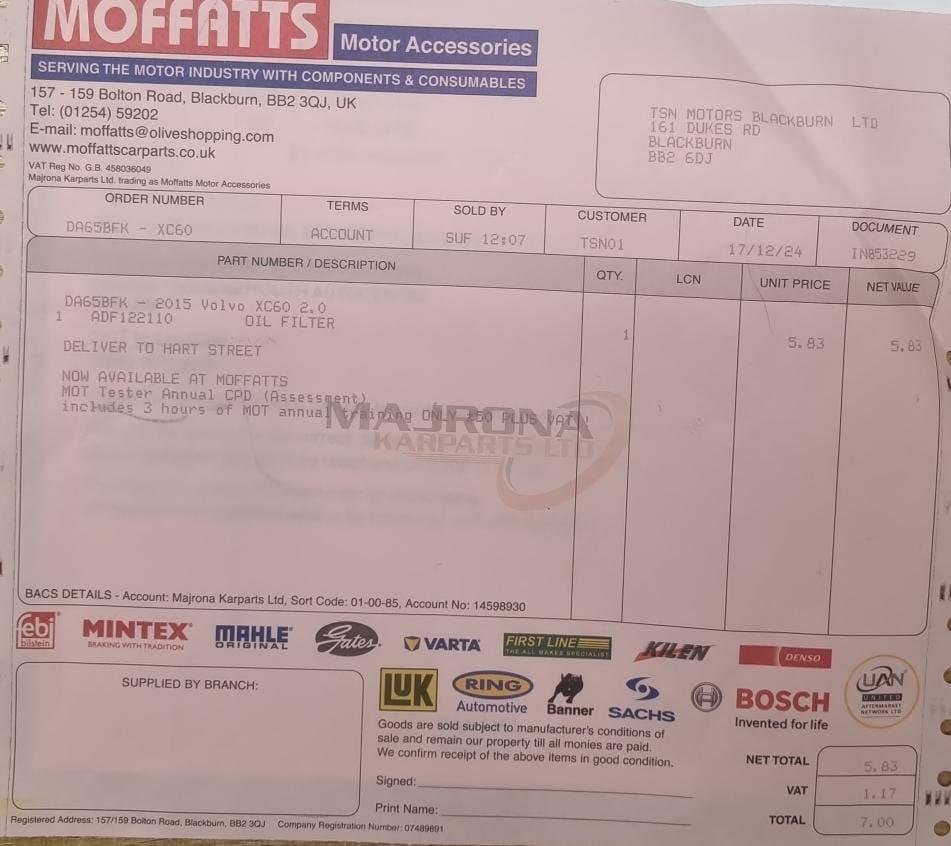 MOFFATTS
Motor Accessories
SERVING THE MOTOR INDUSTRY WITH COMPONENTS & CONSUMABLES
157 - 159 Bolton Road, Blackburn, BB2 3QJ, UK
Tel: (01254) 59202
E-mail: moffatts@oliveshopping.com
www.moffattscarparts.co.uk
VAT Reg No. G.B. 458036049
Majrona Karparts Ltd. trading as Moffatts Motor Accessories
TSN MOTORS BLACKBURN LTD
161 DUKES RD
BLACKBURN
BB2 6DJ
ORDER NUMBER TERMS SOLD BY CUSTOMER DATE DOCUMENT
DA65BFK - XC60 ACCOUNT SUF 12:07 TSN01 17/12/24 IN853229
PART NUMBER / DESCRIPTION QTY. LCN UNIT PRICE NET VALUE
DA65BFK - 2015 Volvo XC60 2.0
1 ADF122110 OIL FILTER 1 5.83 5.83
DELIVER TO HART STREET
NOW AVAILABLE AT MOFFATTS
MOT Tester Annual CPD (Assessment)
includes 3 hours of MOT annual training ONLY £50 PLUS VAT
MAJRONA
KARPARTS LTD
BACS DETAILS - Account: Majrona Karparts Ltd, Sort Code: 01-00-85, Account No: 14598930
febi bilstein
MINTEX
BRAKING WITH TRADITION
MAHLE
ORIGINAL
Gates
VARTA
FIRST LINE
THE ALL MAKES SPECIALIST
KILEN
DENSO
SUPPLIED BY BRANCH:
LUK
RING
Automotive
Banner
SACHS
BOSCH
Invented for life
UAN
UNITED
AFTERMARKET
NETWORK LTD
Goods are sold subject to manufacturer's conditions of
sale and remain our property till all monies are paid.
We confirm receipt of the above items in good condition.
Signed:
Print Name:
NET TOTAL 5.83
VAT 1.17
TOTAL 7.00
Registered Address: 157/159 Bolton Road, Blackburn, BB2 3QJ Company Registration Number: 07489891